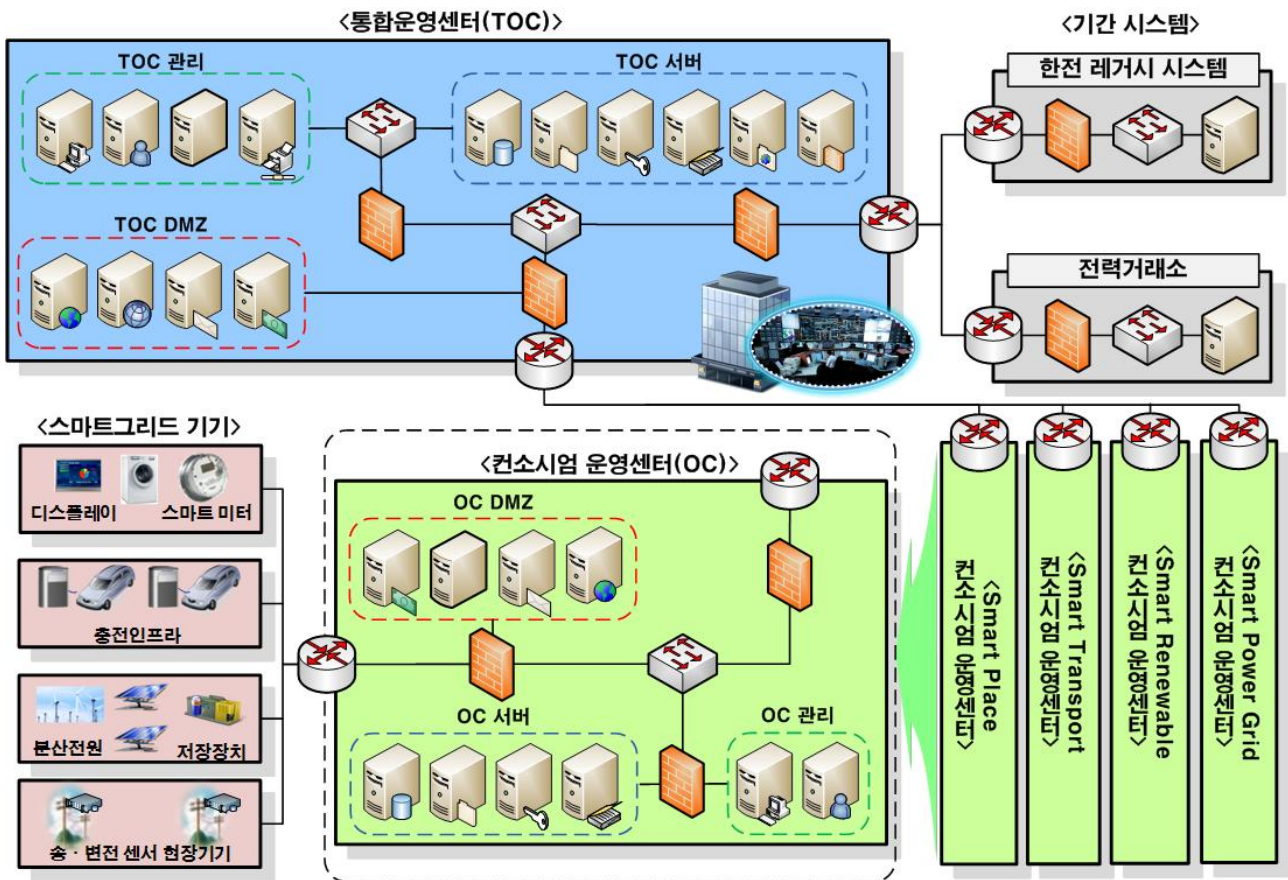 <통합운영센터(TOC)>
<기간 시스템>
TOC 관리
TOC 서버
한전 레거시 시스템
TOC DMZ
전력거래소
<스마트그리드 기기>
디스플레이
스마트 미터
충전인프라
분산전원
저장장치
송 · 변전 센서 현장기기
<컨소시엄 운영센터(OC)>
OC DMZ
OC 서버
OC 관리
<Smart Place
컨소시엄 운영센터>
<Smart Transport
컨소시엄 운영센터>
<Smart Renewable
컨소시엄 운영센터>
<Smart Power Grid
컨소시엄 운영센터>